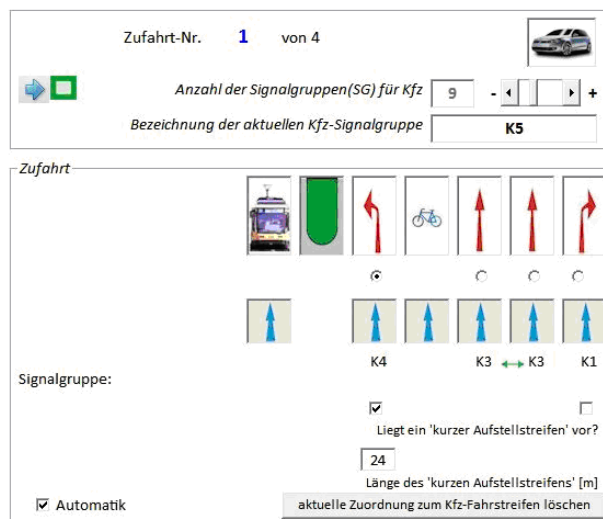 Zufahrt-Nr. 1 von 4
Anzahl der Signalgruppen(SG) für Kfz 9 - +
Bezeichnung der aktuellen Kfz-Signalgruppe K5
Zufahrt
K4 K3 K3 K1
Signalgruppe:
Liegt ein 'kurzer Aufstellstreifen' vor?
24
Länge des 'kurzen Aufstellstreifens' [m]
Automatik aktuelle Zuordnung zum Kfz-Fahrstreifen löschen